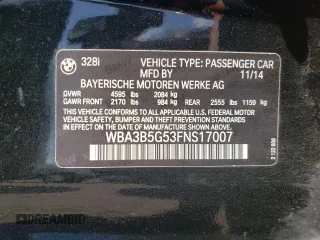 328i VEHICLE TYPE: PASSENGER CAR
MFD BY 11/14
BAYERISCHE MOTOREN WERKE AG
GVWR 4595 lbs 2084 kg
GAWR FRONT 2170 lbs 984 kg REAR 2555 lbs 1159 kg
THIS VEHICLE CONFORMS TO ALL APPLICABLE FEDERAL MOTOR
VEHICLE SAFETY, BUMPER, AND THEFT PREVENTION STANDARDS
IN EFFECT ON THE DATE OF MANUFACTURE SHOWN ABOVE.
WBA3B5G53FNS17007
DREAMBID